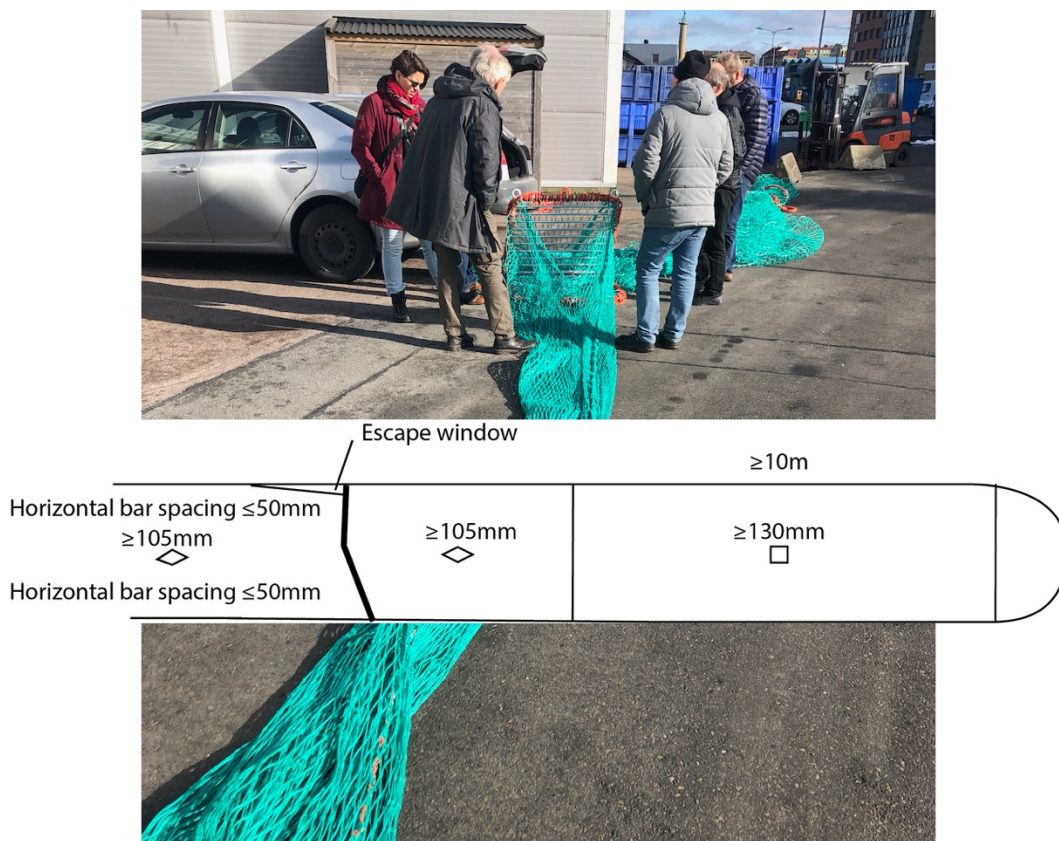 Escape window
≥10m
Horizontal bar spacing ≤50mm
≥105mm
≥105mm
≥130mm
Horizontal bar spacing ≤50mm